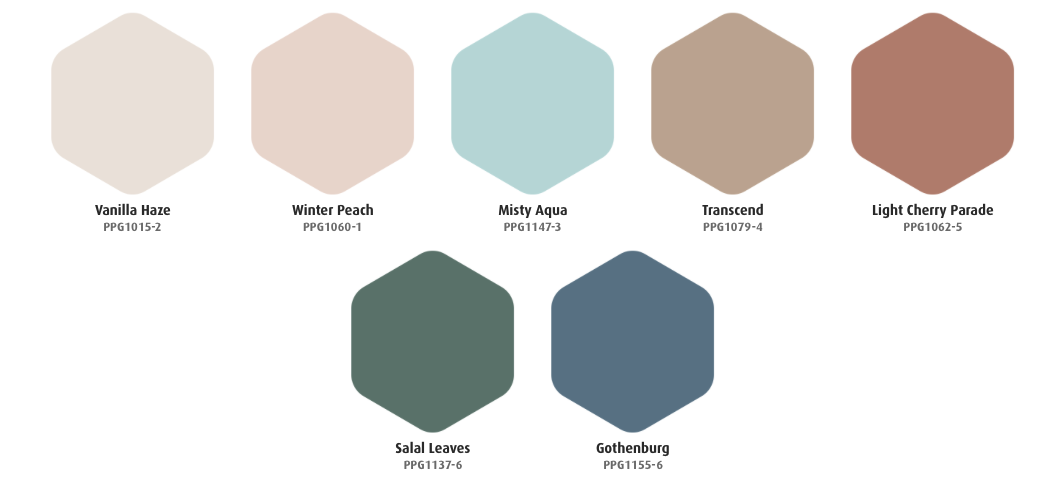 Vanilla Haze
PPG1015-2
Winter Peach
PPG1060-1
Misty Aqua
PPG1147-3
Transcend
PPG1079-4
Light Cherry Parade
PPG1062-5
Salal Leaves
PPG1137-6
Gothenburg
PPG1155-6